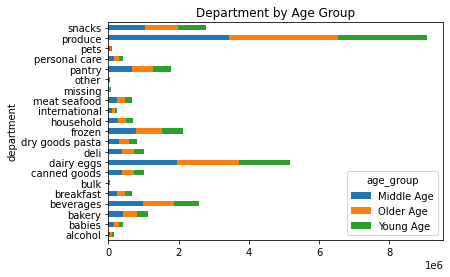 Department by Age Group
snacks
produce
pets
personal care
pantry
other
missing
meat seafood
international
household
frozen
dry goods pasta
deli
dairy eggs
canned goods
bulk
breakfast
beverages
bakery
babies
alcohol
department
age_group
Middle Age
Older Age
Young Age
0 2 4 6 8
1e6